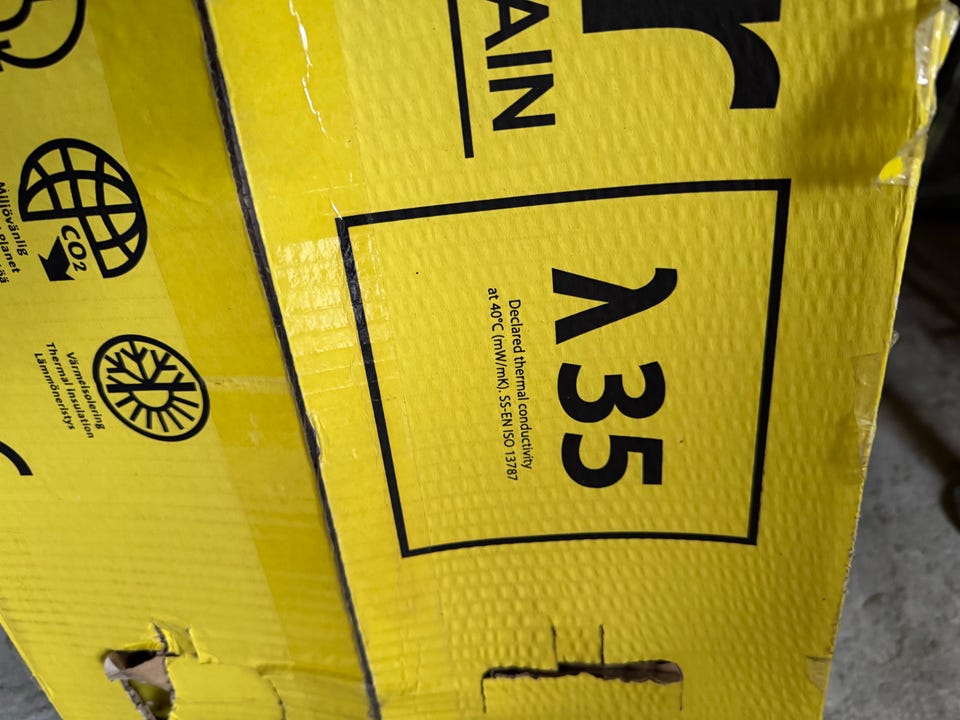 AIN
λ 35
Declared thermal conductivity
at 40°C (mW/mK). SS-EN ISO 13787
CO2
Miljövänlig
Planet
Värmeisolering
Thermal insulation
Lämmöneristys